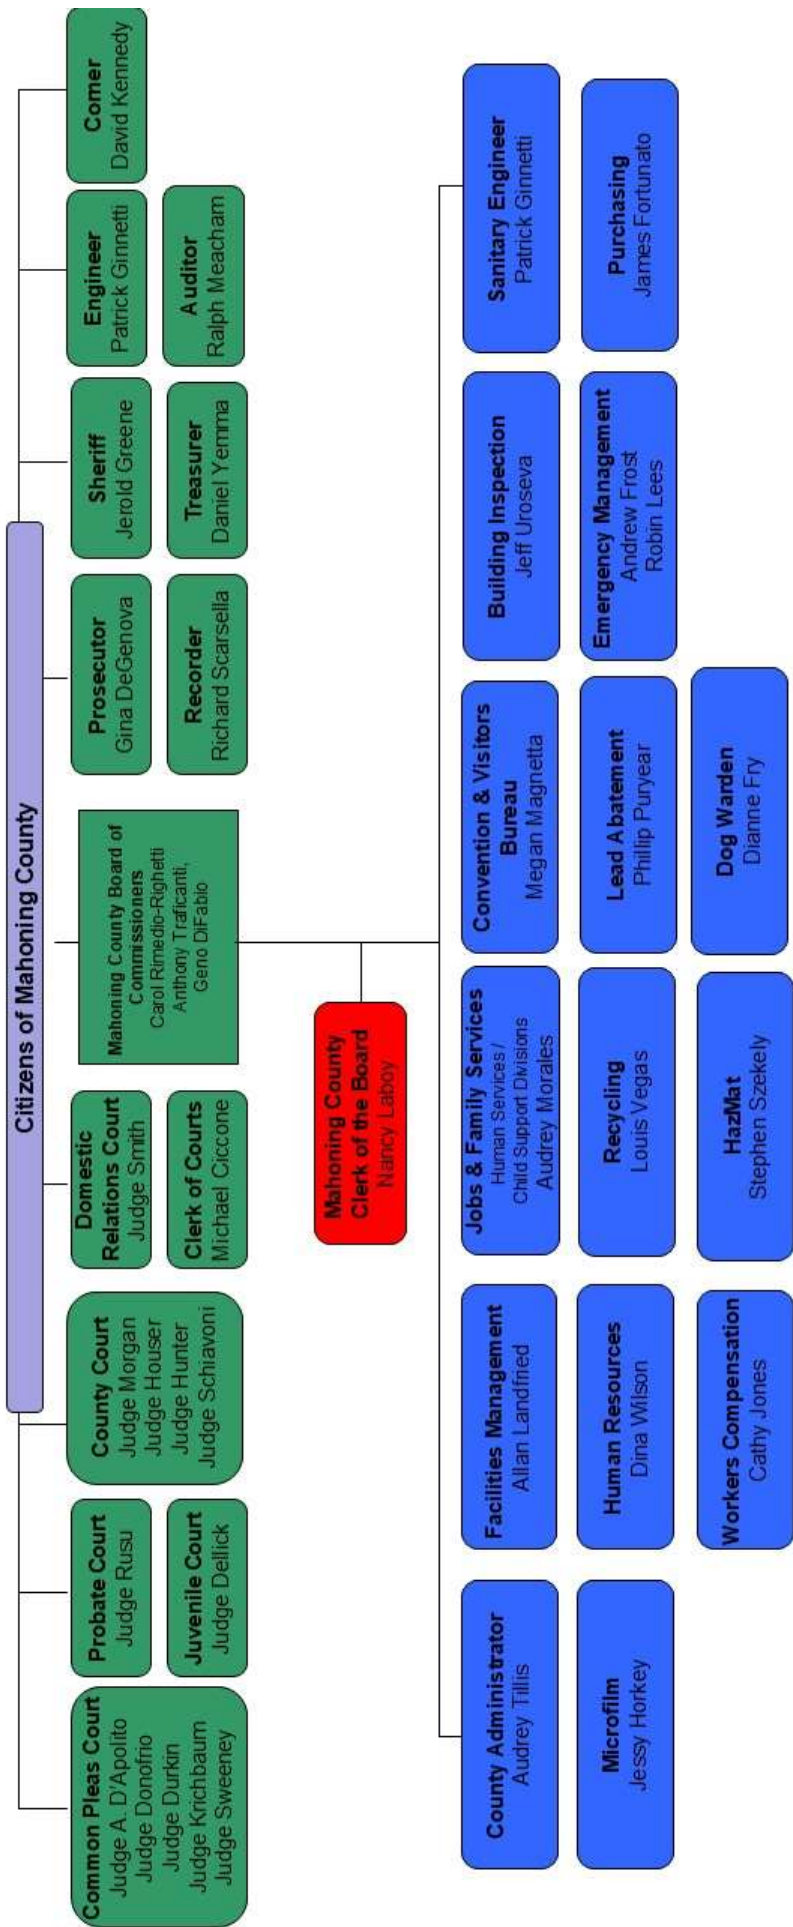 Citizens of Mahoning County
Common Pleas Court
Judge A. D'Apolito
Judge Donofrio
Judge Durkin
Judge Krichbaum
Judge Sweeney
Probate Court
Judge Rusu
Juvenile Court
Judge Dellick
County Court
Judge Morgan
Judge Houser
Judge Hunter
Judge Schiavoni
Domestic
Relations Court
Judge Smith
Clerk of Courts
Michael Ciccone
Mahoning County Board of
Commissioners
Carol Rimedio-Righetti
Anthony Traficanti,
Geno DiFabio
Prosecutor
Gina DeGenova
Recorder
Richard Scarsella
Sheriff
Jerold Greene
Treasurer
Daniel Yemma
Engineer
Patrick Ginnetti
Auditor
Ralph Meacham
Comer
David Kennedy
Mahoning County
Clerk of the Board
Nancy Laboy
County Administrator
Audrey Tillis
Microfilm
Jessy Horkey
Facilities Management
Allan Landfried
Human Resources
Dina Wilson
Workers Compensation
Cathy Jones
Jobs & Family Services
Human Services /
Child Support Divisions
Audrey Morales
Recycling
Louis Vegas
HazMat
Stephen Szekely
Convention & Visitors
Bureau
Megan Magnetta
Lead Abatement
Phillip Puryear
Dog Warden
Dianne Fry
Building Inspection
Jeff Uroseva
Emergency Management
Andrew Frost
Robin Lees
Sanitary Engineer
Patrick Ginnetti
Purchasing
James Fortunato